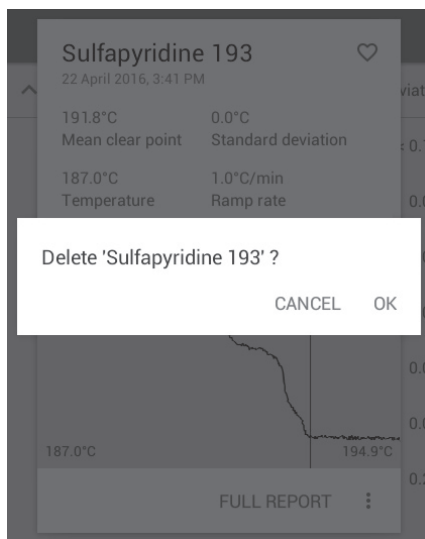 Sulfapyridine 193
22 April 2016, 3:41 PM
191.8°C 0.0°C
Mean clear point Standard deviation
187.0°C 1.0°C/min
Temperature Ramp rate
Delete 'Sulfapyridine 193' ?
CANCEL OK
187.0°C 194.9°C
FULL REPORT